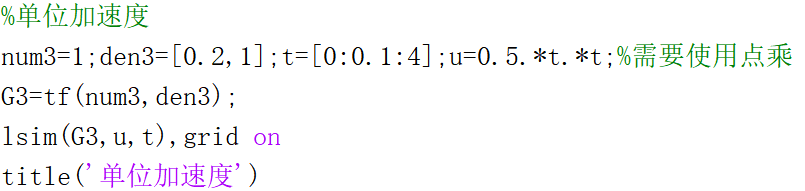 %单位加速度
num3=1;den3=[0.2,1];t=[0:0.1:4];u=0.5.*t.*t;%需要使用点乘
G3=tf(num3,den3);
lsim(G3,u,t),grid on
title('单位加速度')